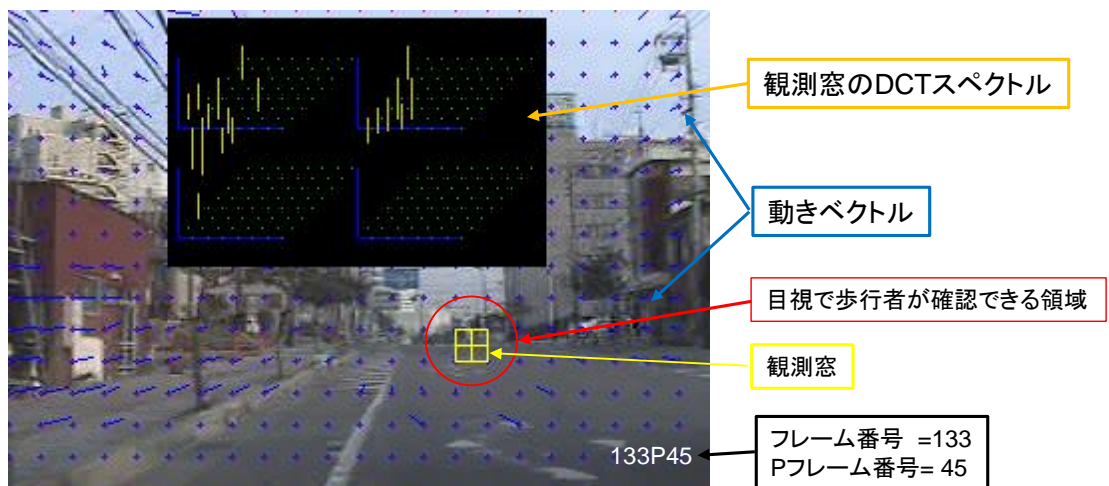 観測窓のDCTスペクトル
動きベクトル
目視で歩行者が確認できる領域
観測窓
133P45
フレーム番号 =133
Pフレーム番号= 45